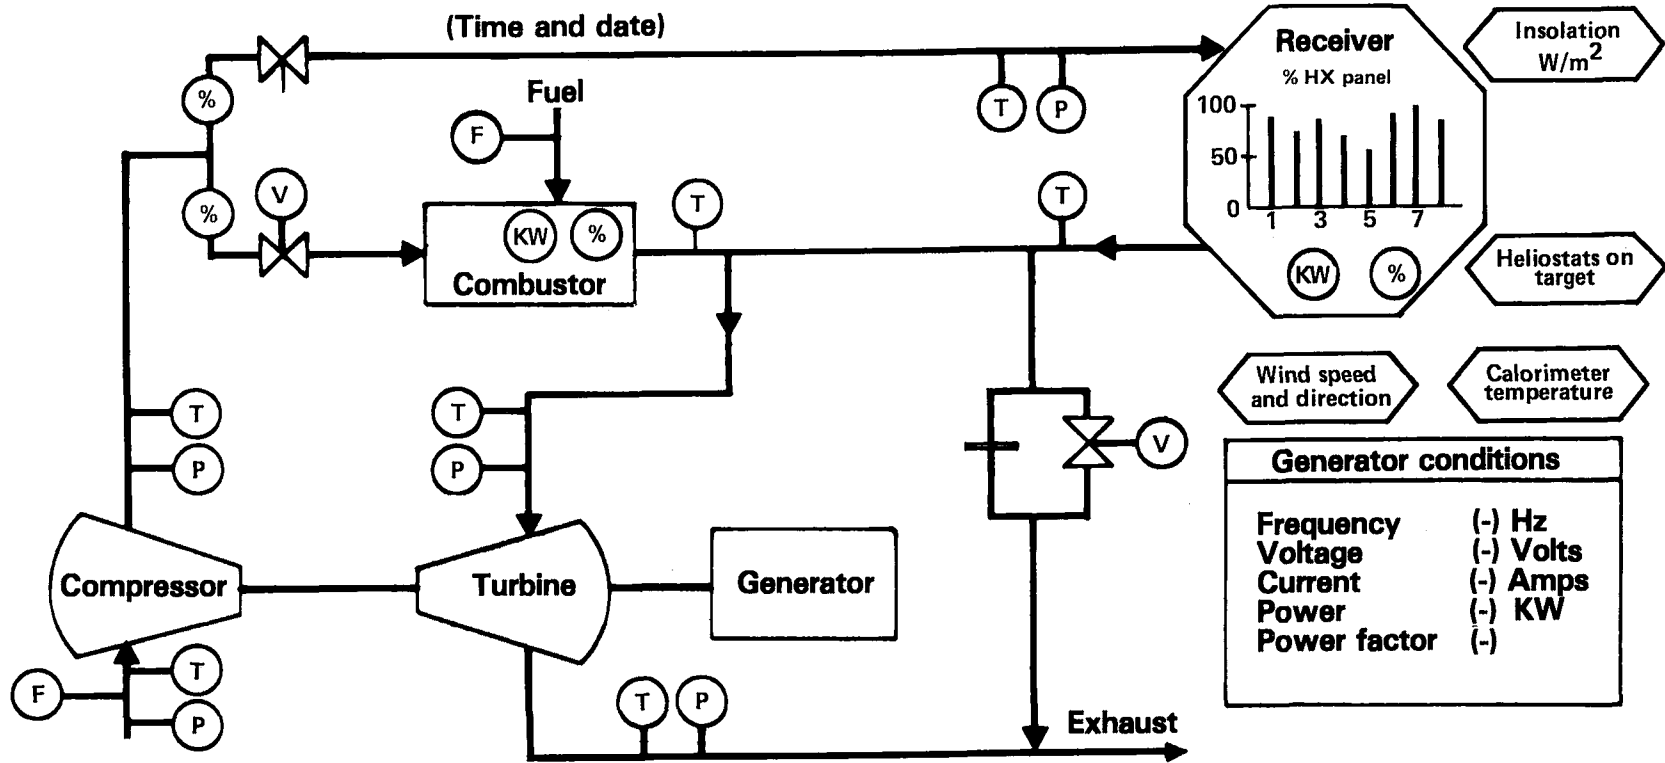 (Time and date)
Receiver
% HX panel
100
50
0
1 3 5 7
KW %
Insolation
W/m²
%
Fuel
F
T P
V
%
T
T
KW %
Combustor
Heliostats on
target
Wind speed
and direction
Calorimeter
temperature
T
P
T
P
V
Generator conditions
Frequency (-) Hz
Voltage (-) Volts
Current (-) Amps
Power (-) KW
Power factor (-)
Compressor
Turbine
Generator
F
T
P
T P
Exhaust